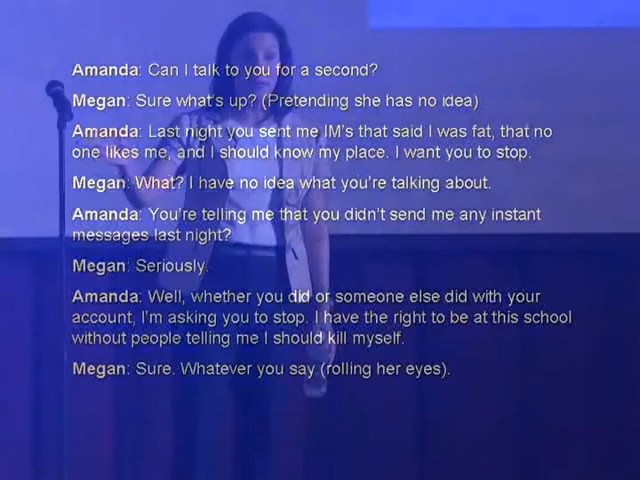 Amanda: Can I talk to you for a second?
Megan: Sure what's up? (Pretending she has no idea)
Amanda: Last night you sent me IM's that said I was fat, that no
one likes me, and I should know my place. I want you to stop.
Megan: What? I have no idea what you're talking about.
Amanda: You're telling me that you didn't send me any instant
messages last night?
Megan: Seriously.
Amanda: Well, whether you did or someone else did with your
account, I'm asking you to stop. I have the right to be at this school
without people telling me I should kill myself.
Megan: Sure. Whatever you say (rolling her eyes).